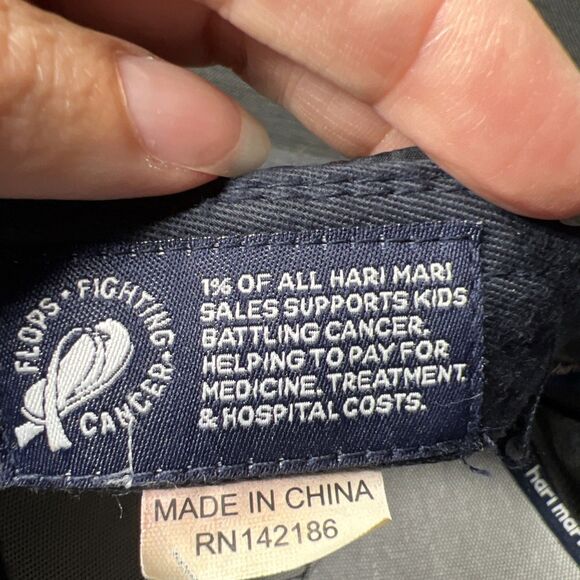 FLOPS • FIGHTING • CANCER •
1% OF ALL HARI MARI
SALES SUPPORTS KIDS
BATTLING CANCER.
HELPING TO PAY FOR
MEDICINE, TREATMENT,
& HOSPITAL COSTS.
MADE IN CHINA
RN142186
hari mari